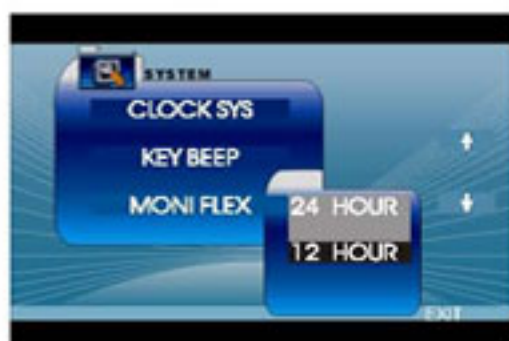 SYSTEM
CLOCK SYS
KEY BEEP
MONI FLEX
24 HOUR
12 HOUR
EXIT